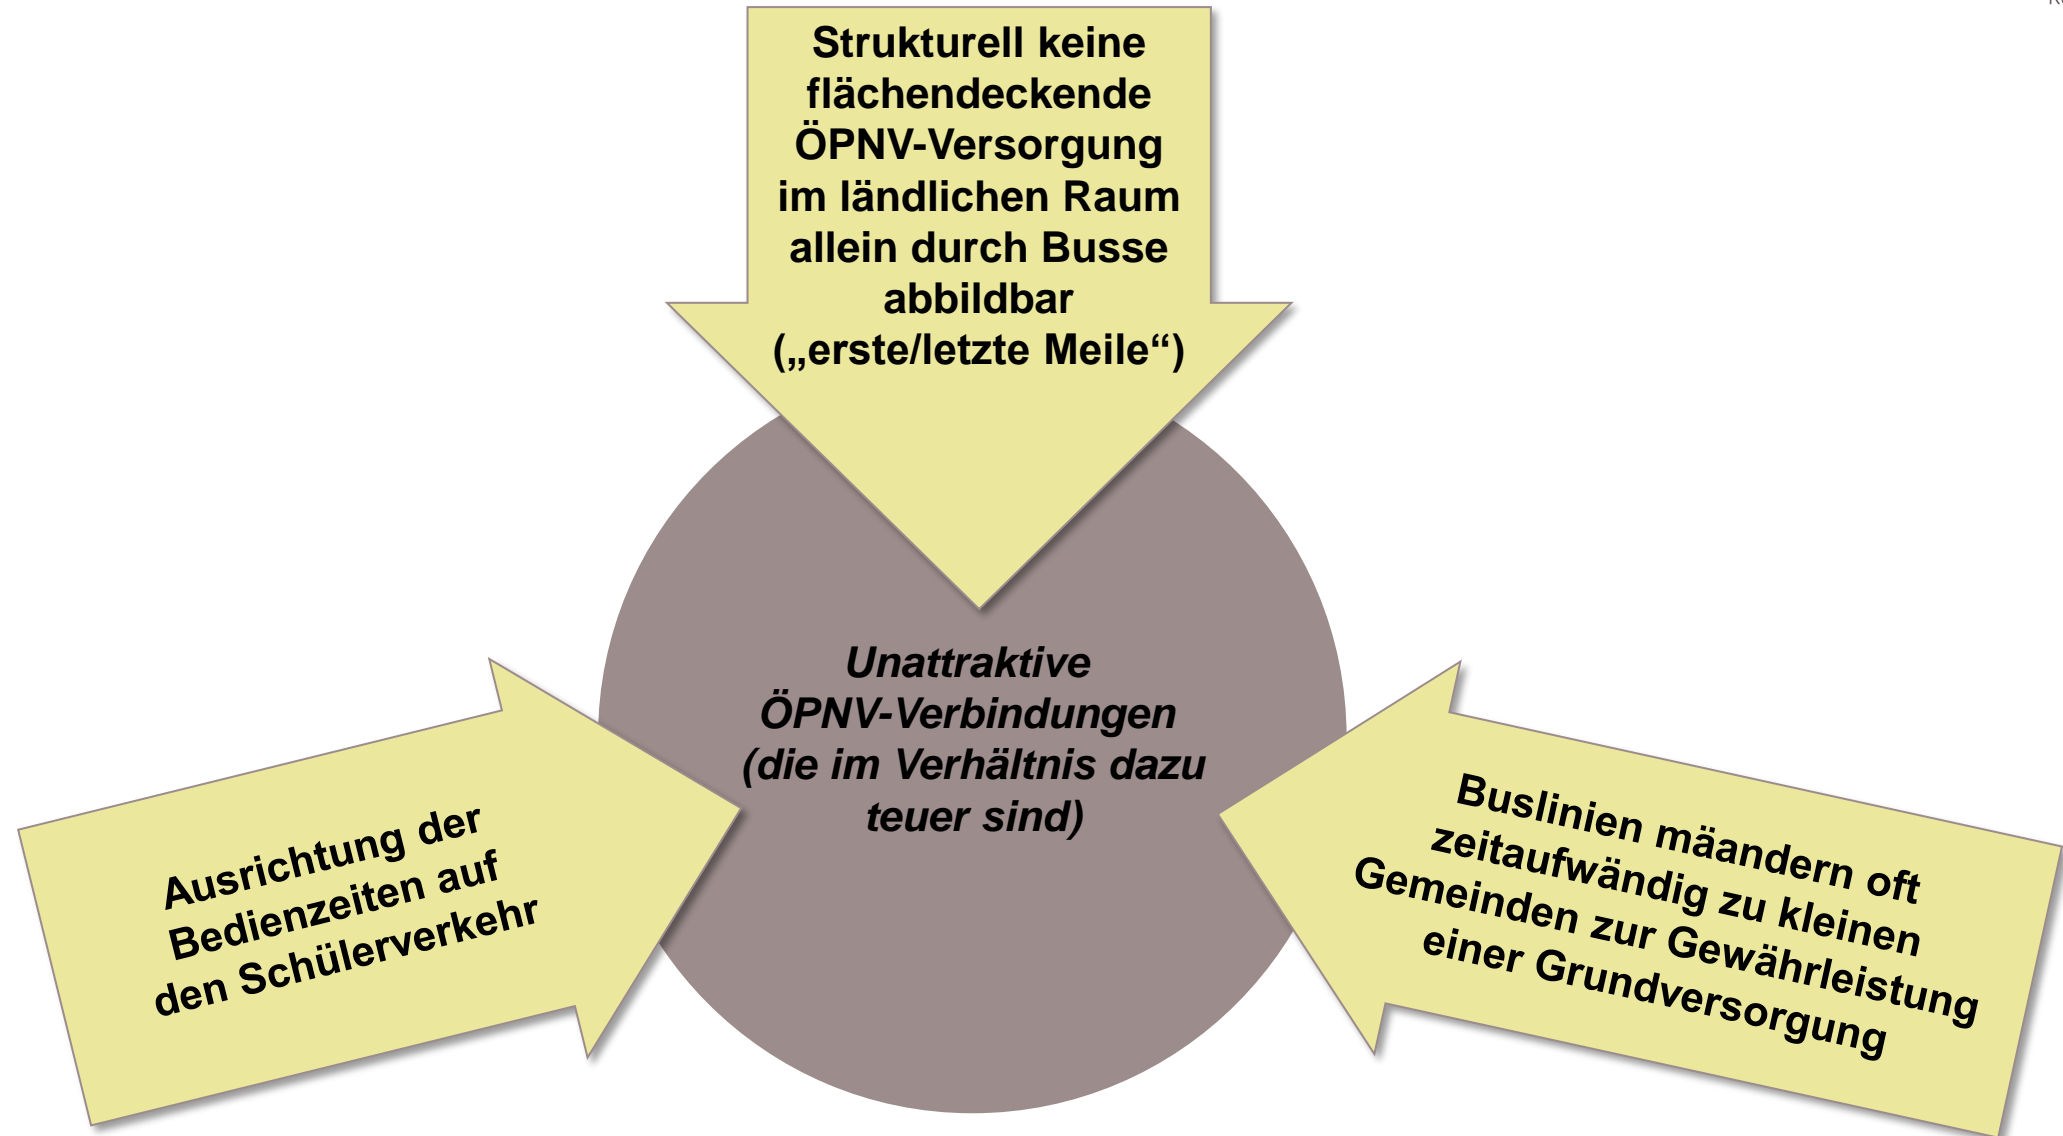 Strukturell keine
flächendeckende
ÖPNV-Versorgung
im ländlichen Raum
allein durch Busse
abbildbar
(„erste/letzte Meile“)
Unattraktive
ÖPNV-Verbindungen
(die im Verhältnis dazu
teuer sind)
Ausrichtung der
Bedienzeiten auf
den Schülerverkehr
Buslinien mäandern oft
zeitaufwändig zu kleinen
Gemeinden zur Gewährleistung
einer Grundversorgung